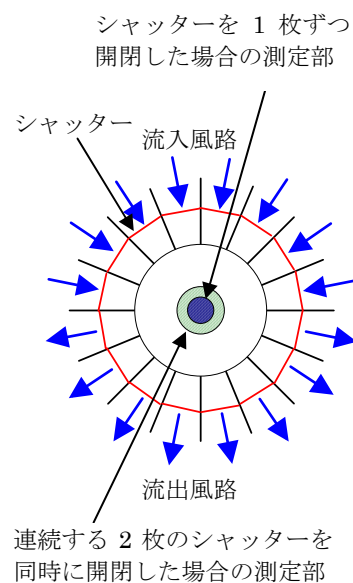 シャッターを 1 枚ずつ
開閉した場合の測定部
シャッター
流入風路
流出風路
連続する 2 枚のシャッターを
同時に開閉した場合の測定部